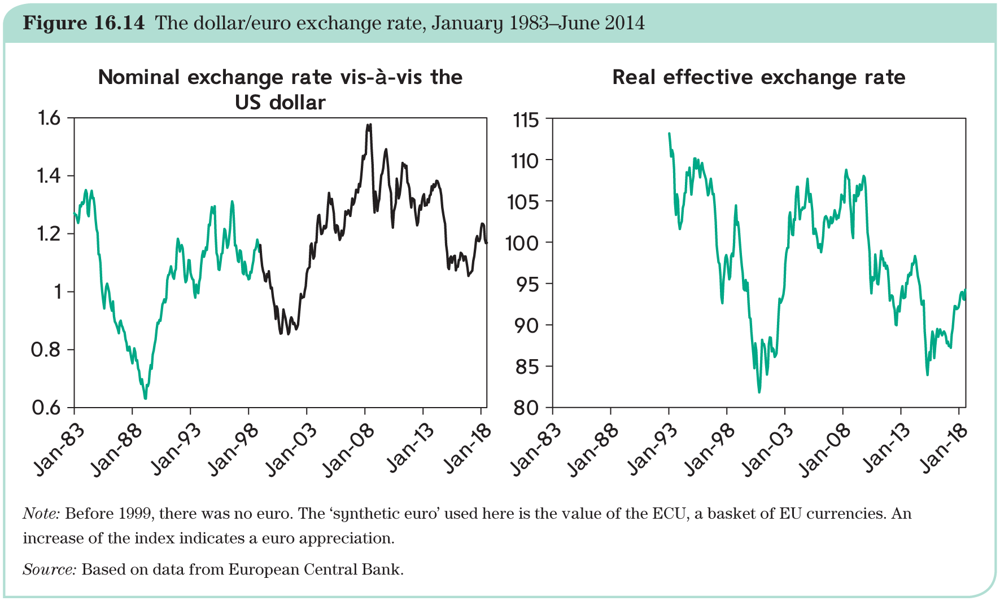 Figure 16.14 The dollar/euro exchange rate, January 1983–June 2014
Nominal exchange rate vis-à-vis the
US dollar
1.6
1.4
1.2
1
0.8
0.6
Jan-83
Jan-88
Jan-93
Jan-98
Jan-03
Jan-08
Jan-13
Jan-18
Real effective exchange rate
115
110
105
100
95
90
85
80
Jan-83
Jan-88
Jan-93
Jan-98
Jan-03
Jan-08
Jan-13
Jan-18
Note: Before 1999, there was no euro. The ‘synthetic euro’ used here is the value of the ECU, a basket of EU currencies. An
increase of the index indicates a euro appreciation.
Source: Based on data from European Central Bank.